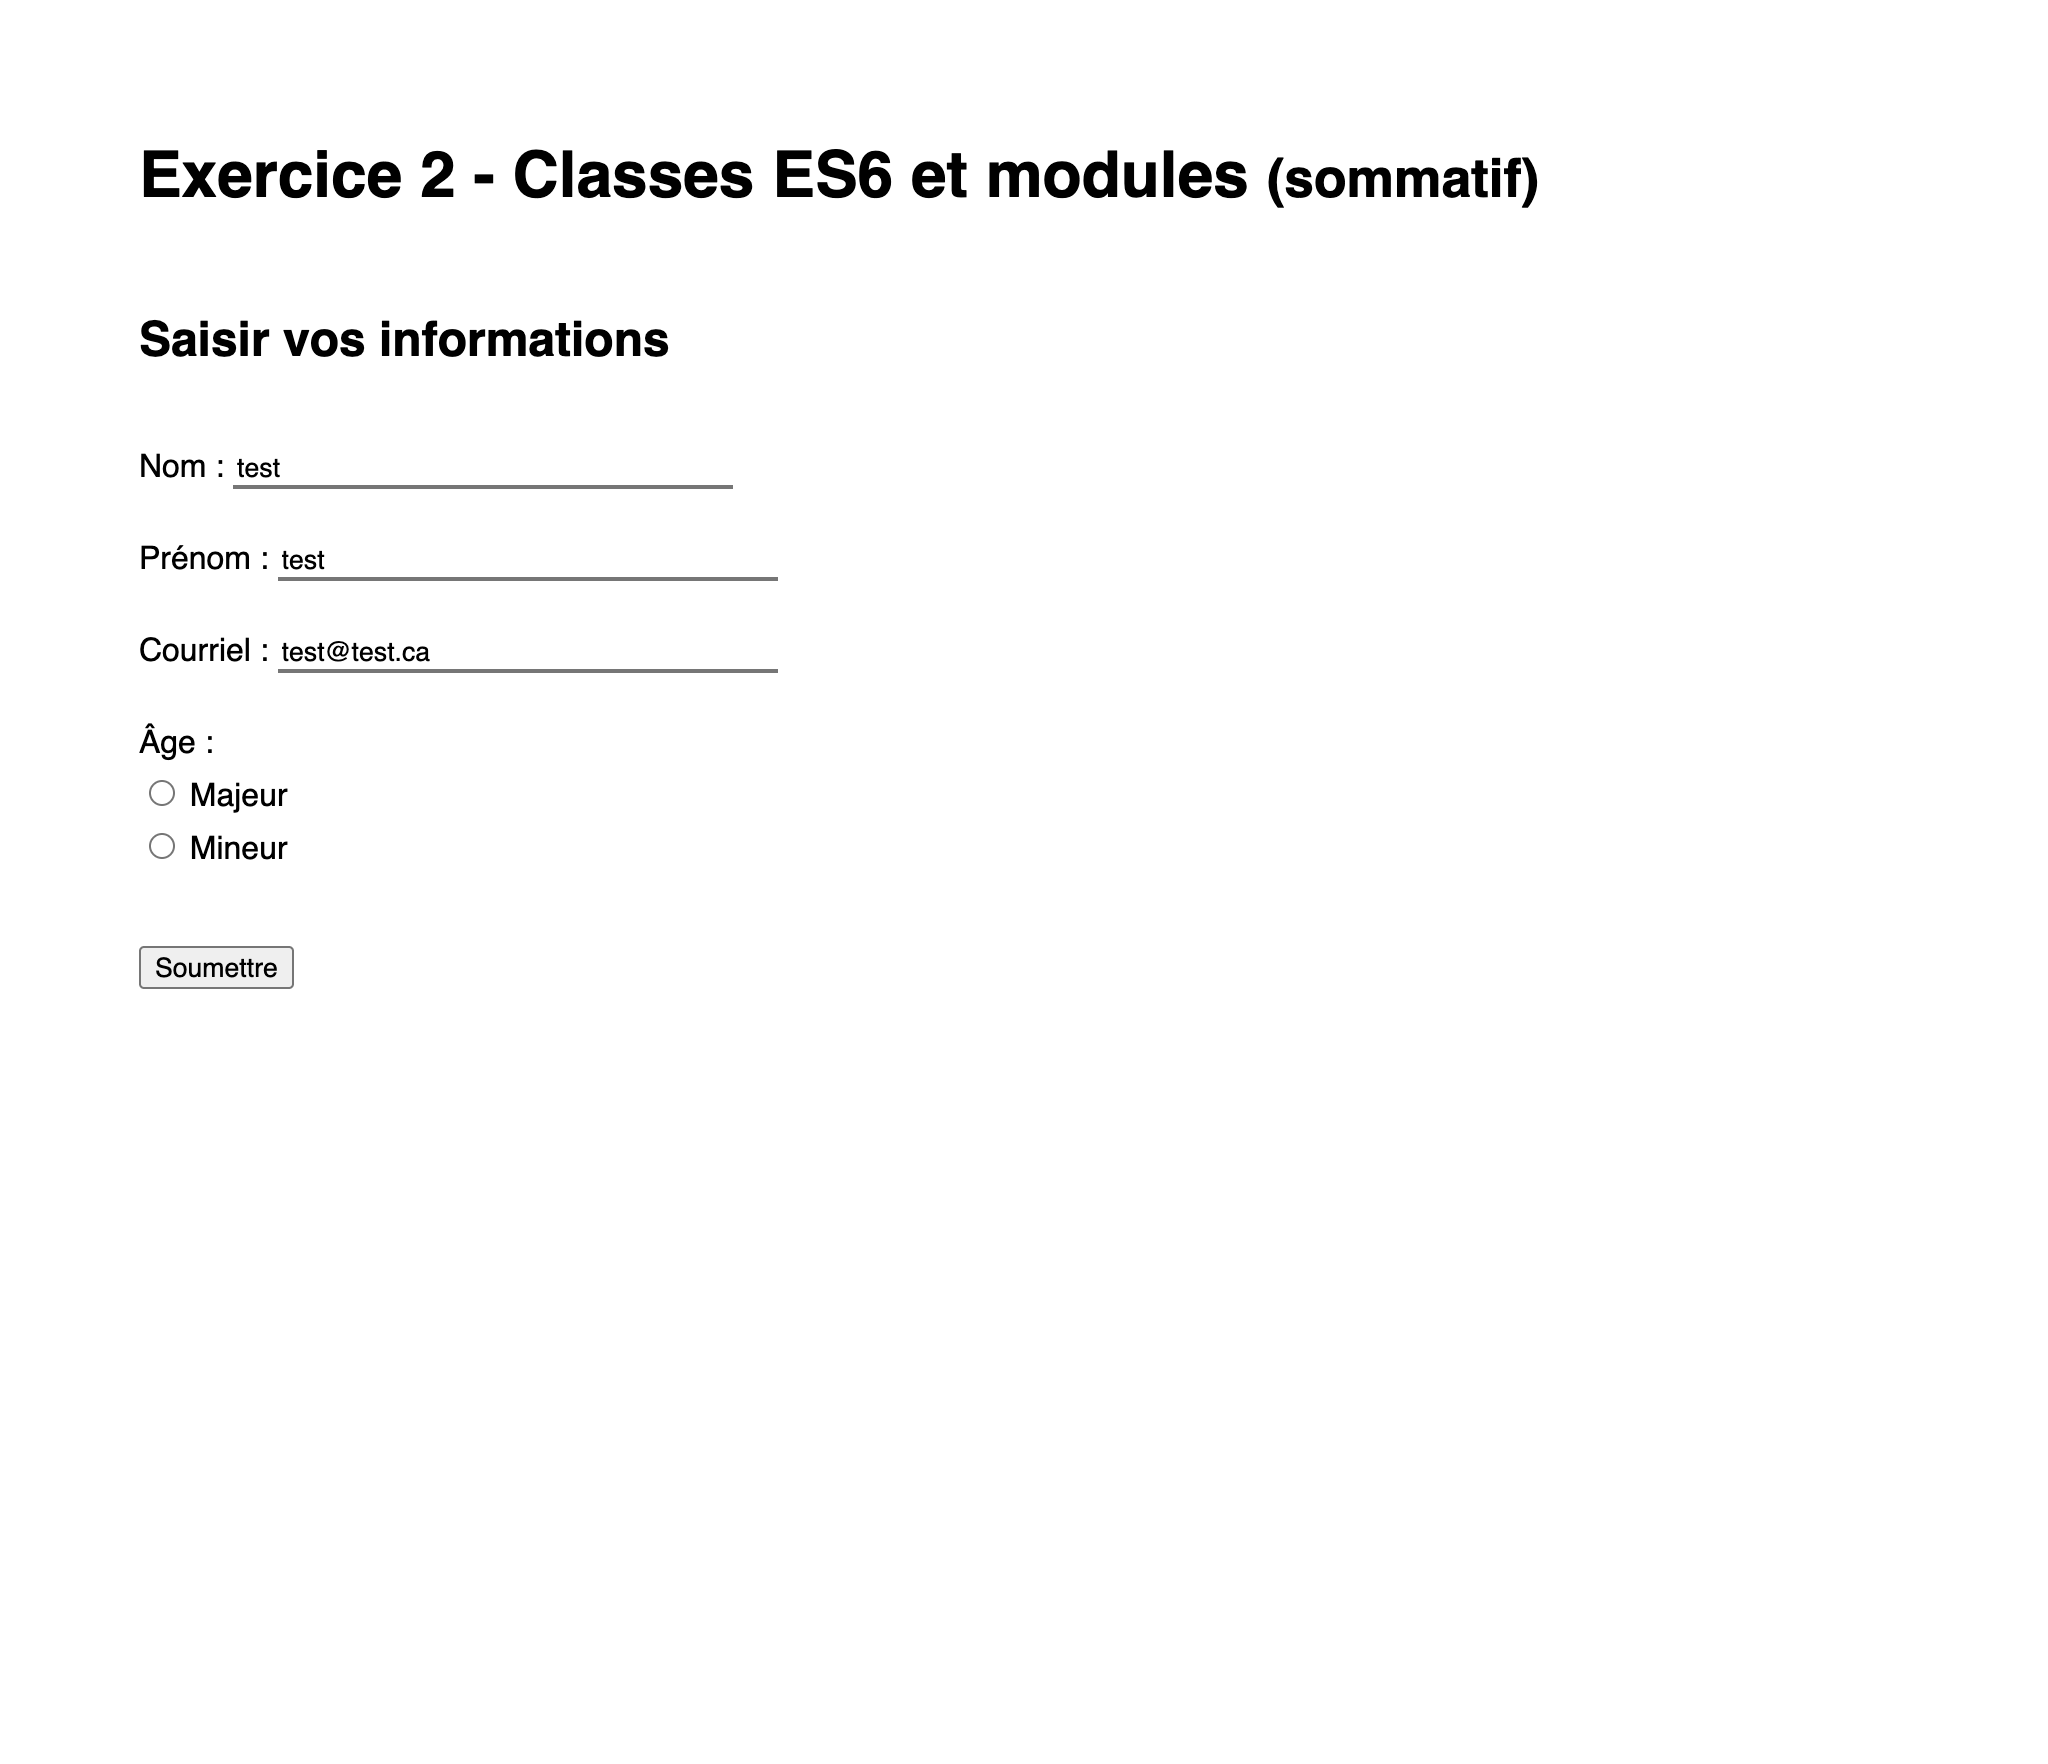 Exercice 2 - Classes ES6 et modules (sommatif)
Saisir vos informations
Nom : test
Prénom : test
Courriel : test@test.ca
Âge :
Majeur
Mineur
Soumettre